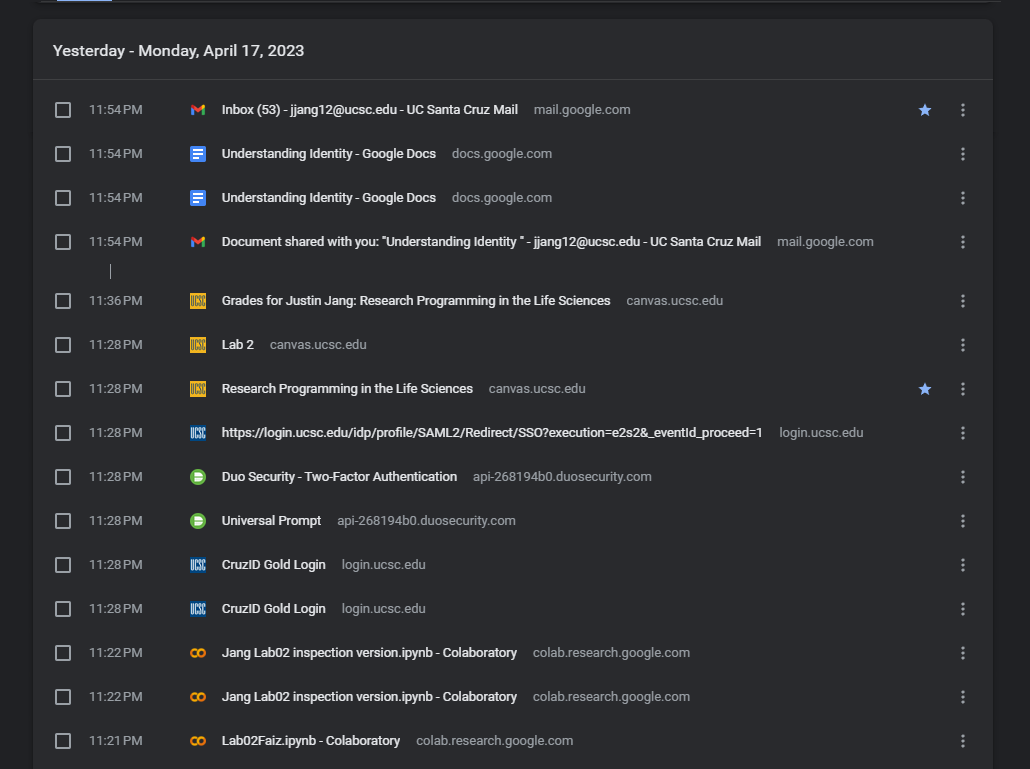 Yesterday - Monday, April 17, 2023
11:54 PM Inbox (53) - jjang12@ucsc.edu - UC Santa Cruz Mail mail.google.com
11:54 PM Understanding Identity - Google Docs docs.google.com
11:54 PM Understanding Identity - Google Docs docs.google.com
11:54 PM Document shared with you: "Understanding Identity " - jjang12@ucsc.edu - UC Santa Cruz Mail mail.google.com
11:36 PM UCSC Grades for Justin Jang: Research Programming in the Life Sciences canvas.ucsc.edu
11:28 PM UCSC Lab 2 canvas.ucsc.edu
11:28 PM UCSC Research Programming in the Life Sciences canvas.ucsc.edu
11:28 PM UCSC https://login.ucsc.edu/idp/profile/SAML2/Redirect/SSO?execution=e2s2&_eventId_proceed=1 login.ucsc.edu
11:28 PM Duo Security - Two-Factor Authentication api-268194b0.duosecurity.com
11:28 PM Universal Prompt api-268194b0.duosecurity.com
11:28 PM UCSC CruzID Gold Login login.ucsc.edu
11:28 PM UCSC CruzID Gold Login login.ucsc.edu
11:22 PM Jang Lab02 inspection version.ipynb - Colaboratory colab.research.google.com
11:22 PM Jang Lab02 inspection version.ipynb - Colaboratory colab.research.google.com
11:21 PM Lab02Faiz.ipynb - Colaboratory colab.research.google.com